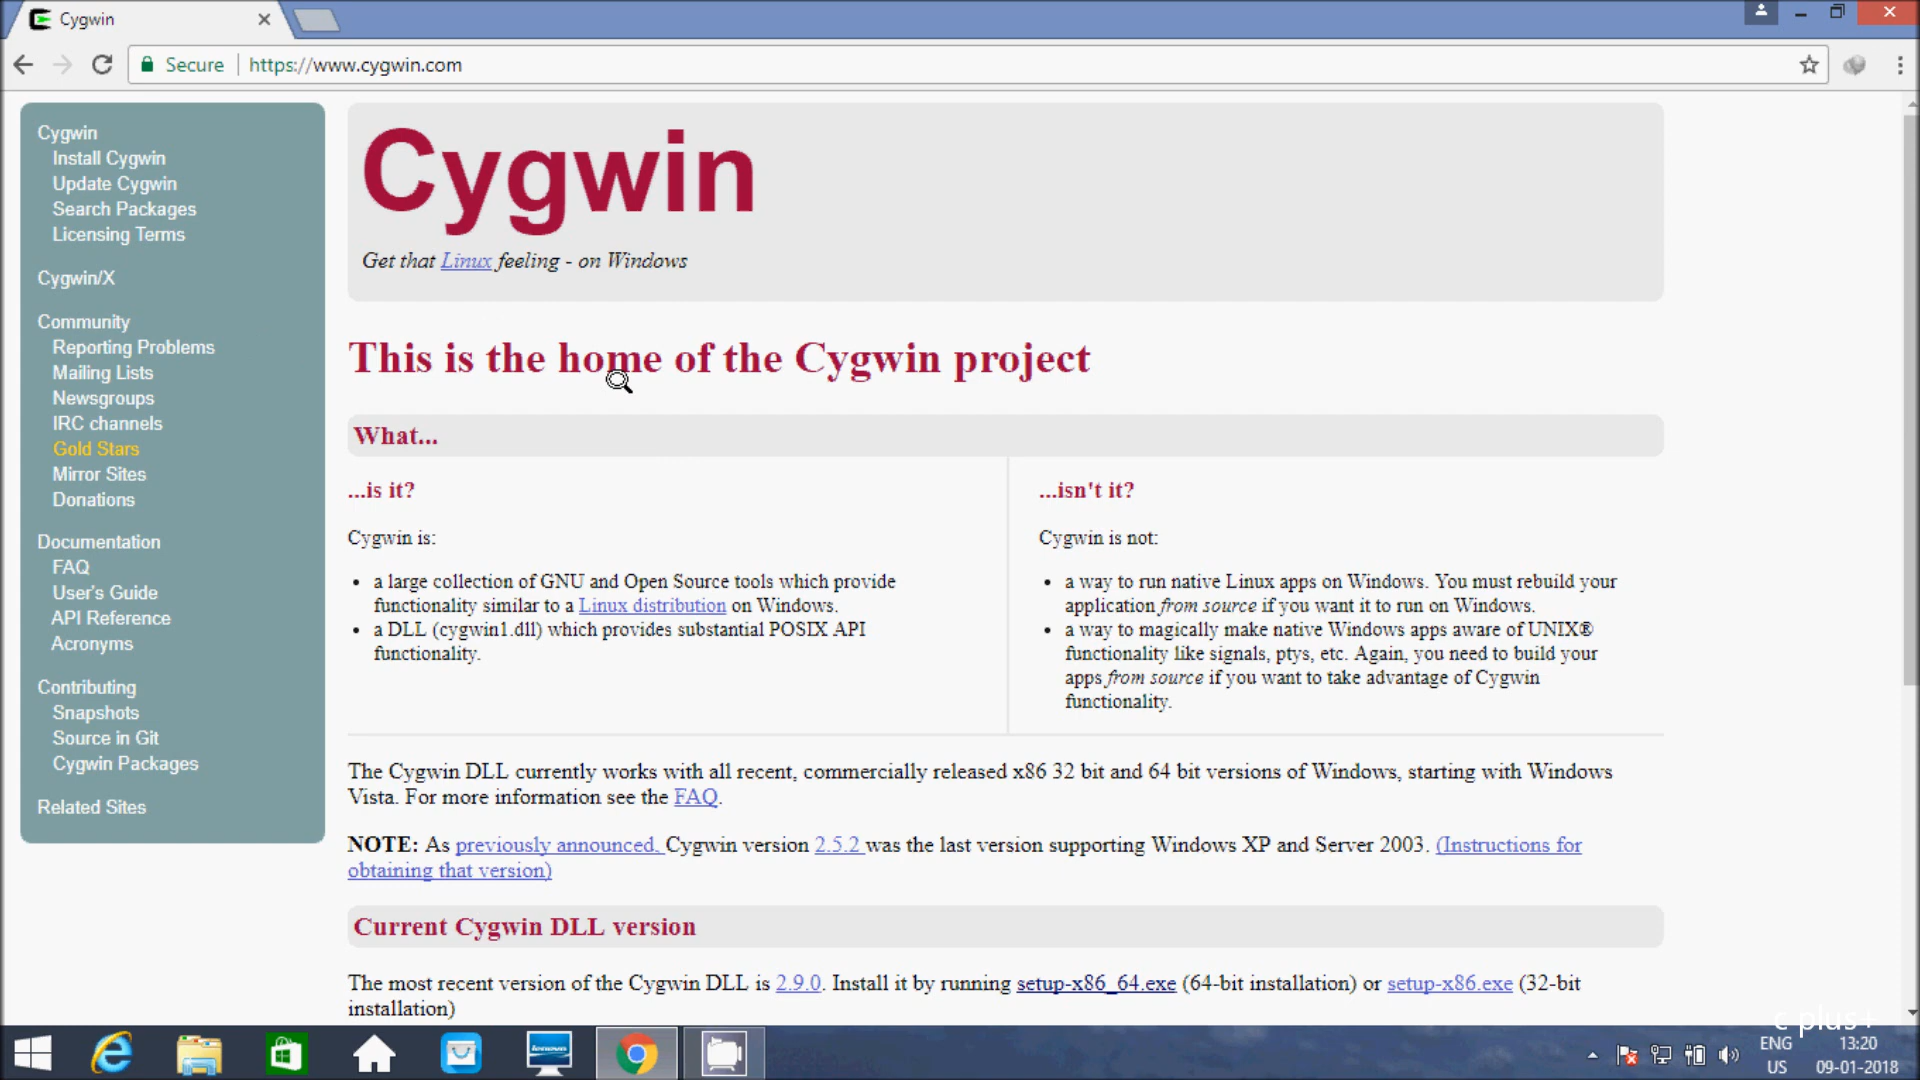 Cygwin
Secure | https://www.cygwin.com
Cygwin
Install Cygwin
Update Cygwin
Search Packages
Licensing Terms
Cygwin/X
Community
Reporting Problems
Mailing Lists
Newsgroups
IRC channels
Gold Stars
Mirror Sites
Donations
Documentation
FAQ
User's Guide
API Reference
Acronyms
Contributing
Snapshots
Source in Git
Cygwin Packages
Related Sites
Cygwin
Get that Linux feeling - on Windows
This is the home of the Cygwin project
What...
...is it?
Cygwin is:
• a large collection of GNU and Open Source tools which provide
functionality similar to a Linux distribution on Windows.
• a DLL (cygwin1.dll) which provides substantial POSIX API
functionality.
...isn't it?
Cygwin is not:
• a way to run native Linux apps on Windows. You must rebuild your
application from source if you want it to run on Windows.
• a way to magically make native Windows apps aware of UNIX®
functionality like signals, ptys, etc. Again, you need to build your
apps from source if you want to take advantage of Cygwin
functionality.
The Cygwin DLL currently works with all recent, commercially released x86 32 bit and 64 bit versions of Windows, starting with Windows
Vista. For more information see the FAQ.
NOTE: As previously announced, Cygwin version 2.5.2 was the last version supporting Windows XP and Server 2003. (Instructions for
obtaining that version)
Current Cygwin DLL version
The most recent version of the Cygwin DLL is 2.9.0. Install it by running setup-x86_64.exe (64-bit installation) or setup-x86.exe (32-bit
installation)
c plus+
lenovo
ENG
US
13:20
09-01-2018